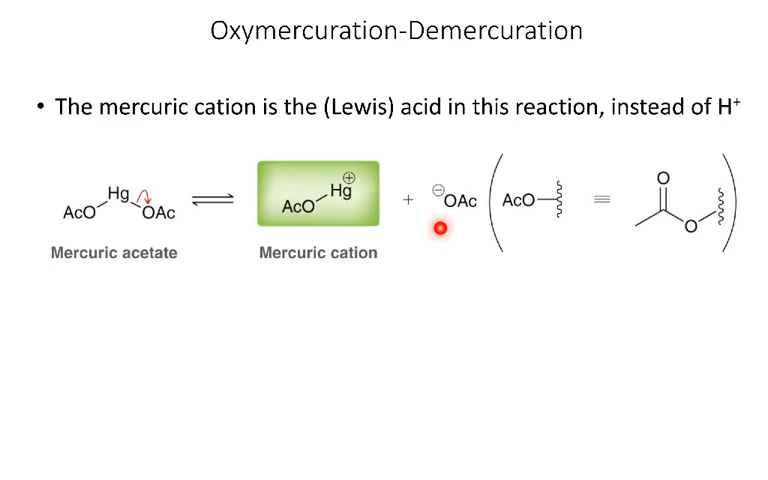 Oxymercuration-Demercuration
• The mercuric cation is the (Lewis) acid in this reaction, instead of H⁺
AcO Hg OAc ⇌ AcO Hg ⊕ + ⊖OAc ( AcO ≡ O O )
Mercuric acetate
Mercuric cation